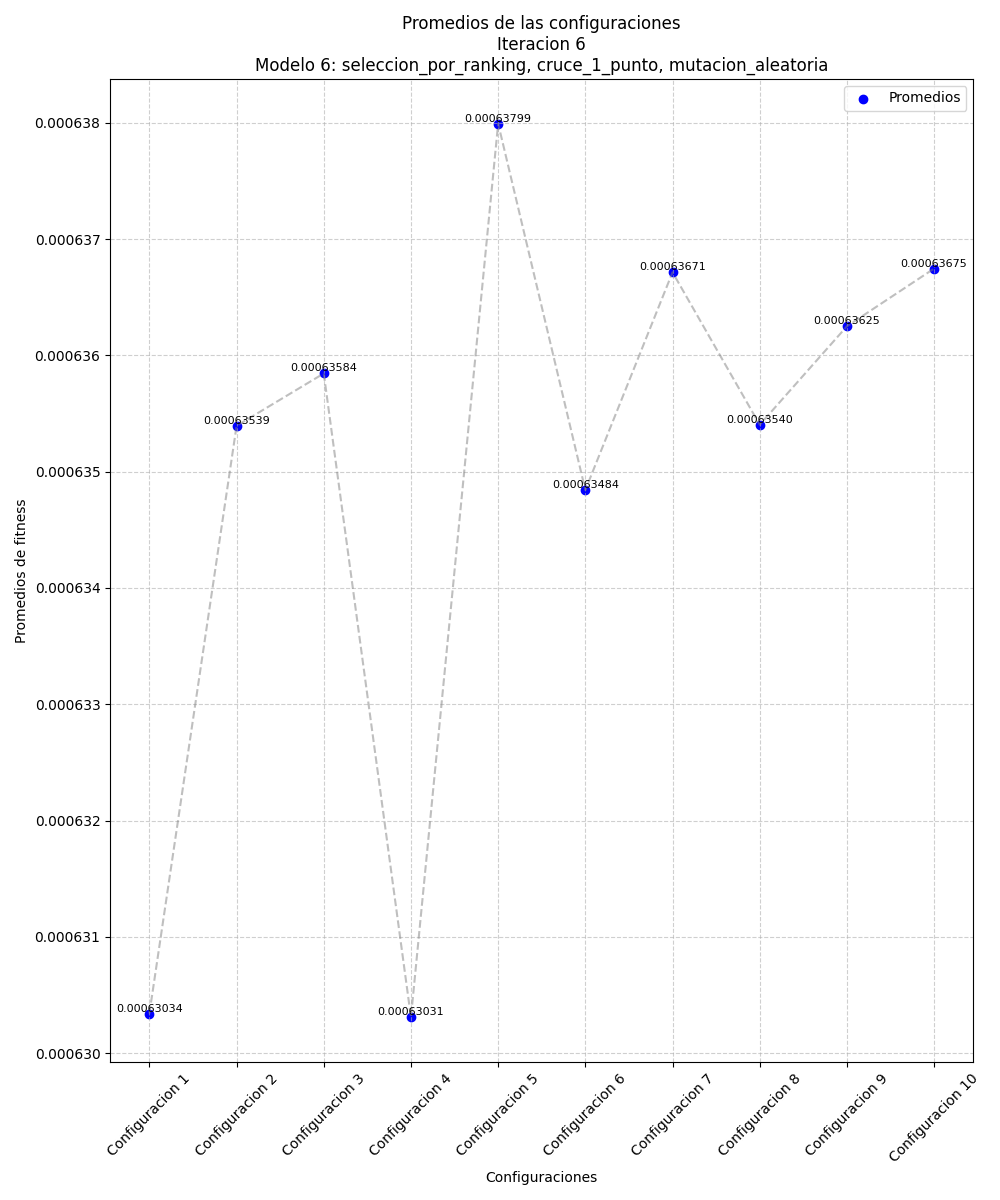 Promedios de las configuraciones
Iteracion 6
Modelo 6: seleccion_por_ranking, cruce_1_punto, mutacion_aleatoria
Promedios
0.000638
0.000637
0.000636
0.000635
0.000634
0.000633
0.000632
0.000631
0.000630
Promedios de fitness
0.00063034
0.00063539
0.00063584
0.00063031
0.00063799
0.00063484
0.00063671
0.00063540
0.00063625
0.00063675
Configuracion 1
Configuracion 2
Configuracion 3
Configuracion 4
Configuracion 5
Configuracion 6
Configuracion 7
Configuracion 8
Configuracion 9
Configuracion 10
Configuraciones